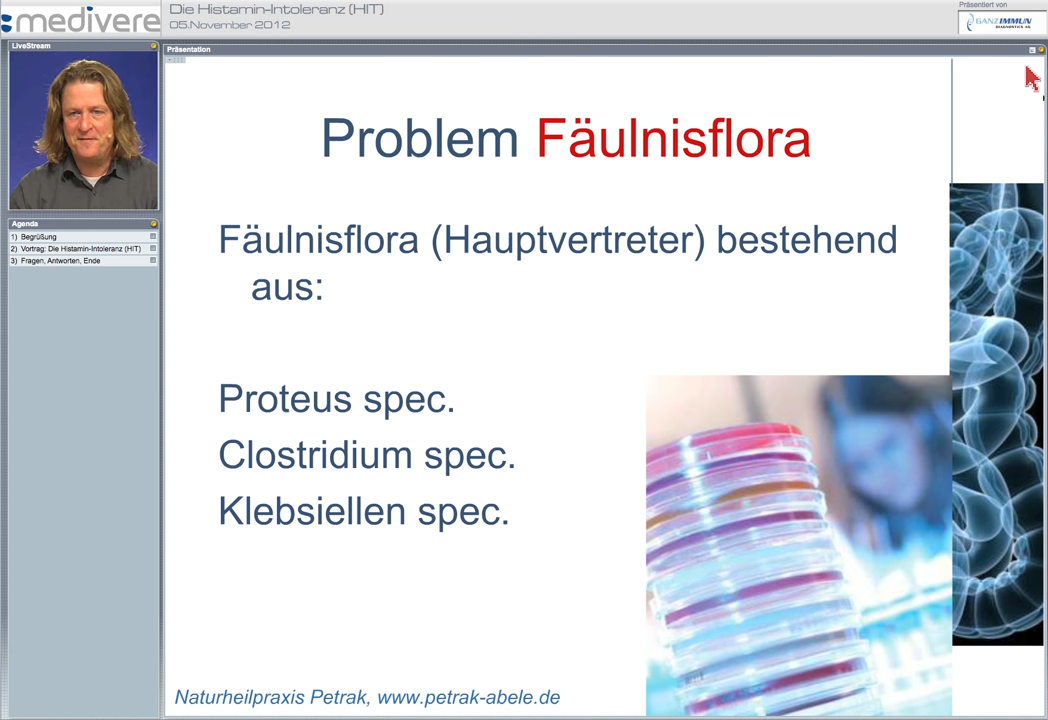 medivere
Die Histamin-Intoleranz (HIT)
05.November 2012
Präsentiert von
GANZIMMUN
DIAGNOSTICS AG
LiveStream
Präsentation
Problem Fäulnisflora
Fäulnisflora (Hauptvertreter) bestehend
aus:
Proteus spec.
Clostridium spec.
Klebsiellen spec.
Naturheilpraxis Petrak, www.petrak-abele.de
Agenda
1) Begrüßung
2) Vortrag: Die Histamin-Intoleranz (HIT)
3) Fragen, Antworten, Ende